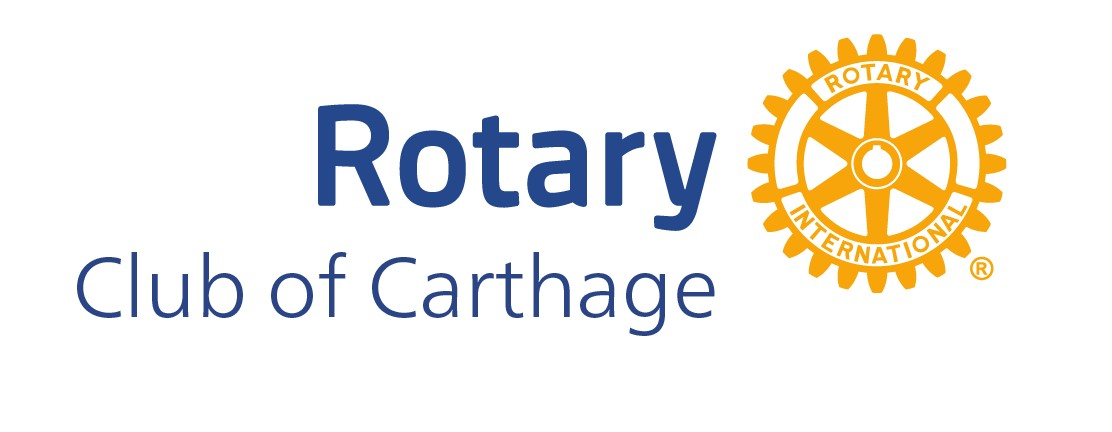 Rotary
Club of Carthage
ROTARY
INTERNATIONAL
®